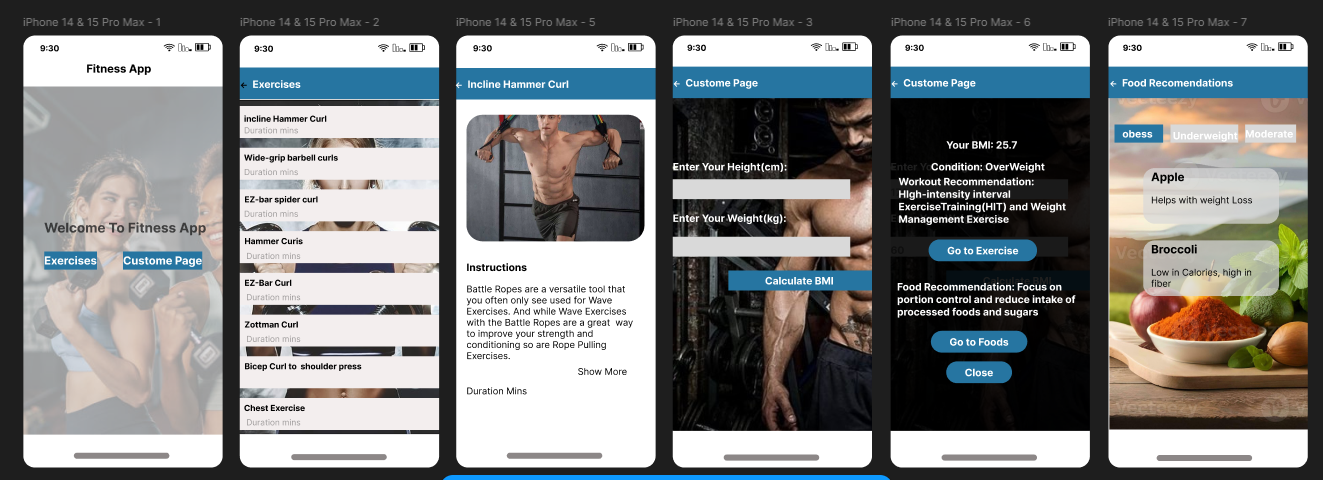 iPhone 14 & 15 Pro Max - 1
9:30
Fitness App
Welcome To Fitness App
Exercises
Custome Page
iPhone 14 & 15 Pro Max - 2
9:30
← Exercises
incline Hammer Curl
Duration mins
Wide-grip barbell curls
Duration mins
EZ-bar spider curl
Duration mins
Hammer Curls
Duration mins
EZ-Bar Curl
Duration mins
Zottman Curl
Duration mins
Bicep Curl to shoulder press
Chest Exercise
Duration mins
iPhone 14 & 15 Pro Max - 5
9:30
← Incline Hammer Curl
Instructions
Battle Ropes are a versatile tool that
you often only see used for Wave
Exercises. And while Wave Exercises
with the Battle Ropes are a great way
to improve your strength and
conditioning so are Rope Pulling
Exercises.
Show More
Duration Mins
iPhone 14 & 15 Pro Max - 3
9:30
← Custome Page
Enter Your Height(cm):
Enter Your Weight(kg):
Calculate BMI
iPhone 14 & 15 Pro Max - 6
9:30
← Custome Page
Your BMI: 25.7
Condition: OverWeight
Workout Recommendation:
High-intensity interval
ExerciseTraining(HIT) and Weight
Management Exercise
Go to Exercise
Calculate BMI
Food Recommendation: Focus on
portion control and reduce intake of
processed foods and sugars
Go to Foods
Close
iPhone 14 & 15 Pro Max - 7
9:30
← Food Recomendations
obess
Underweight
Moderate
Apple
Helps with weight Loss
Broccoli
Low in Calories, high in
fiber